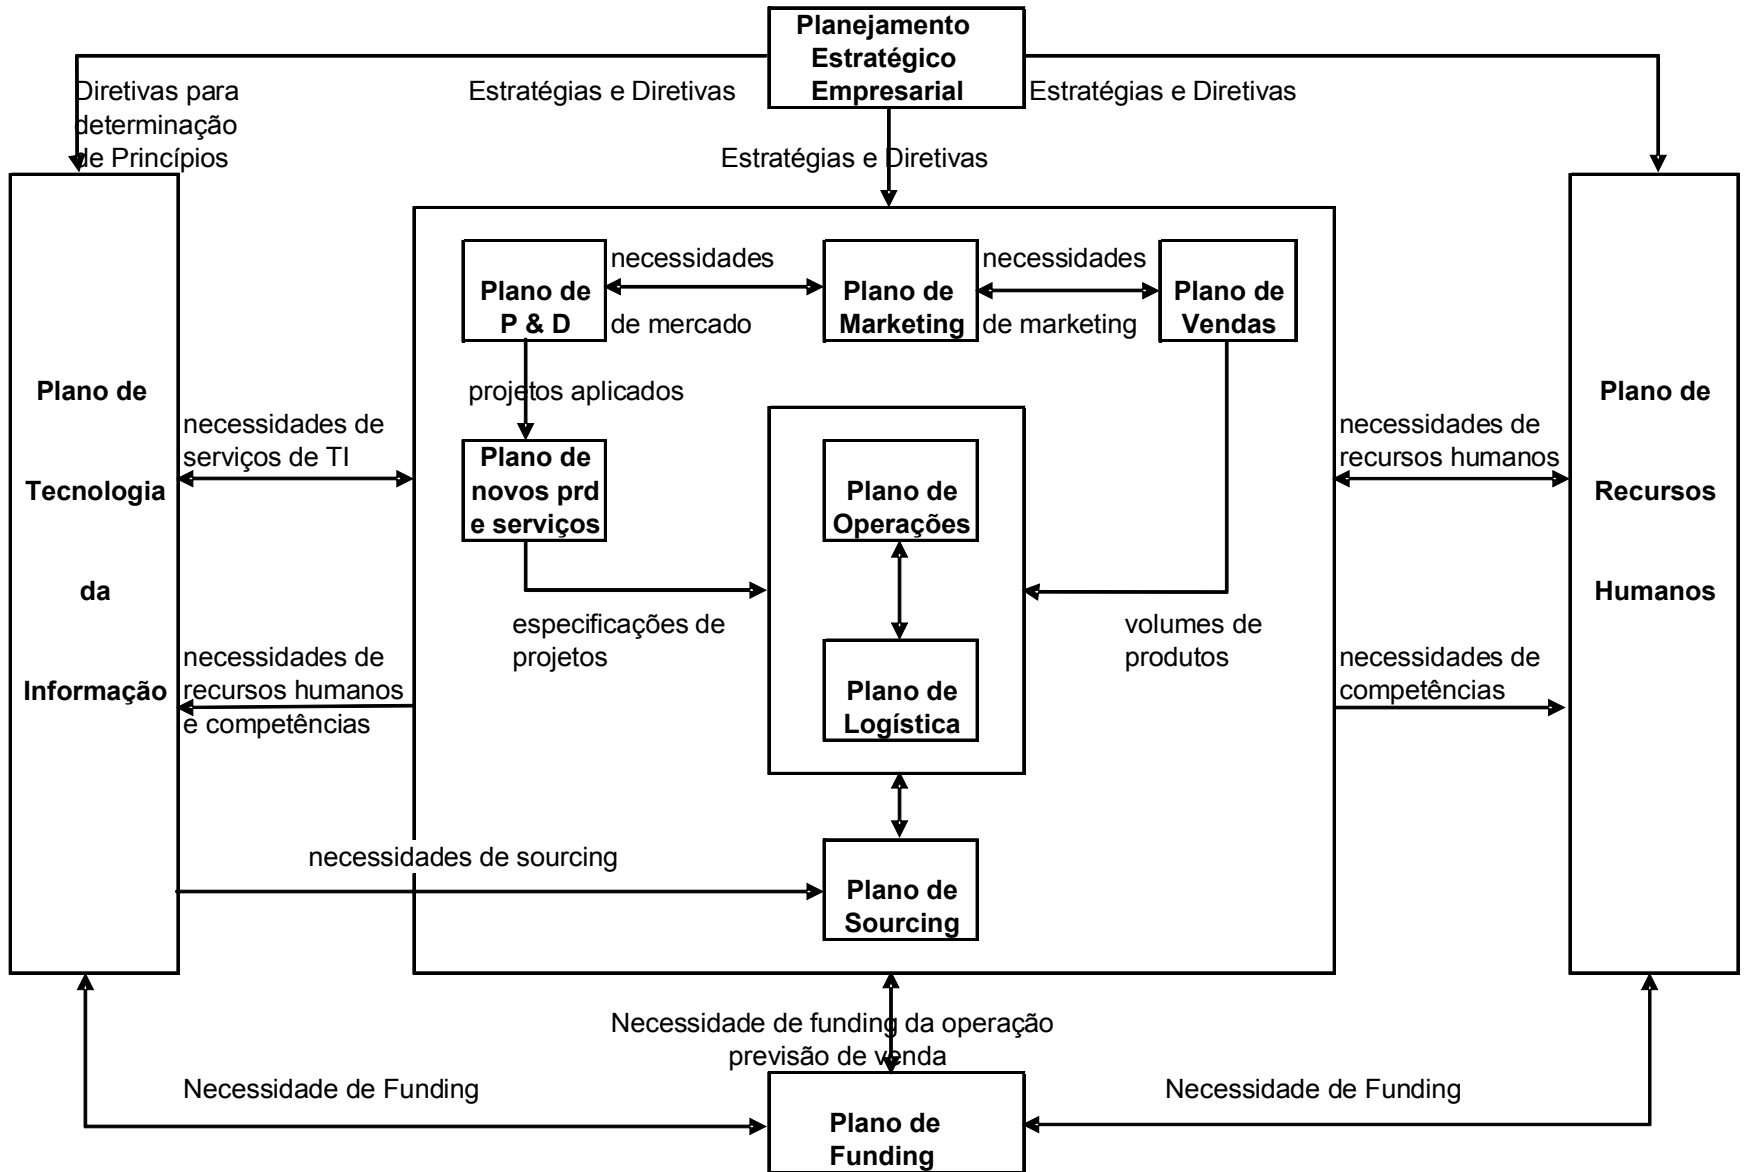 Planejamento
Estratégico
Empresarial
Diretivas para
determinação
de Princípios
Estratégias e Diretivas
Estratégias e Diretivas
Estratégias e Diretivas
Plano de
Tecnologia
da
Informação
necessidades de
serviços de TI
necessidades de
recursos humanos
e competências
Plano de
P & D
necessidades
de mercado
Plano de
Marketing
necessidades
de marketing
Plano de
Vendas
projetos aplicados
Plano de
novos prd
e serviços
Plano de
Operações
especificações de
projetos
volumes de
produtos
Plano de
Logística
necessidades de sourcing
Plano de
Sourcing
necessidades de
recursos humanos
necessidades de
competências
Plano de
Recursos
Humanos
Necessidade de funding da operação
previsão de venda
Necessidade de Funding
Necessidade de Funding
Plano de
Funding